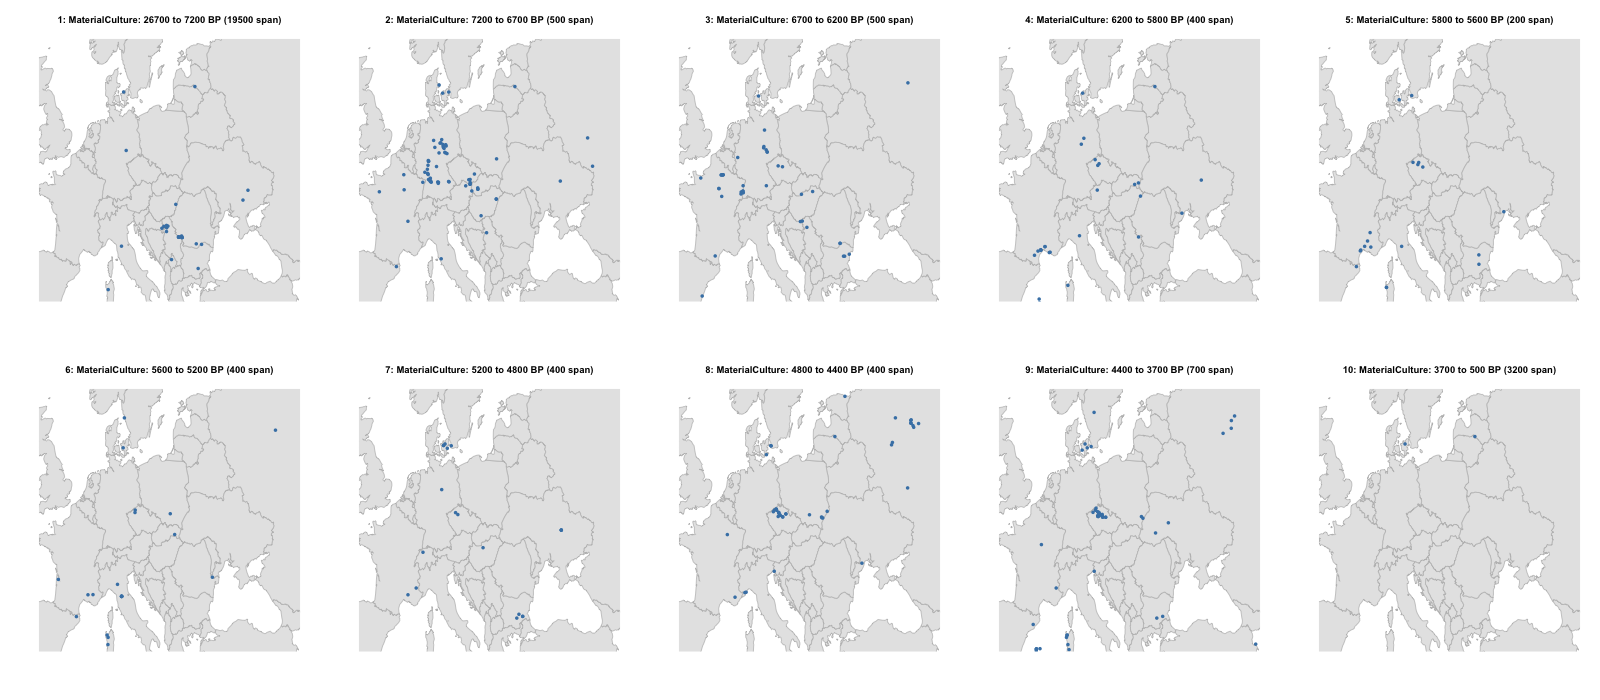 1: MaterialCulture: 26700 to 7200 BP (19500 span)
2: MaterialCulture: 7200 to 6700 BP (500 span)
3: MaterialCulture: 6700 to 6200 BP (500 span)
4: MaterialCulture: 6200 to 5800 BP (400 span)
5: MaterialCulture: 5800 to 5600 BP (200 span)
6: MaterialCulture: 5600 to 5200 BP (400 span)
7: MaterialCulture: 5200 to 4800 BP (400 span)
8: MaterialCulture: 4800 to 4400 BP (400 span)
9: MaterialCulture: 4400 to 3700 BP (700 span)
10: MaterialCulture: 3700 to 500 BP (3200 span)